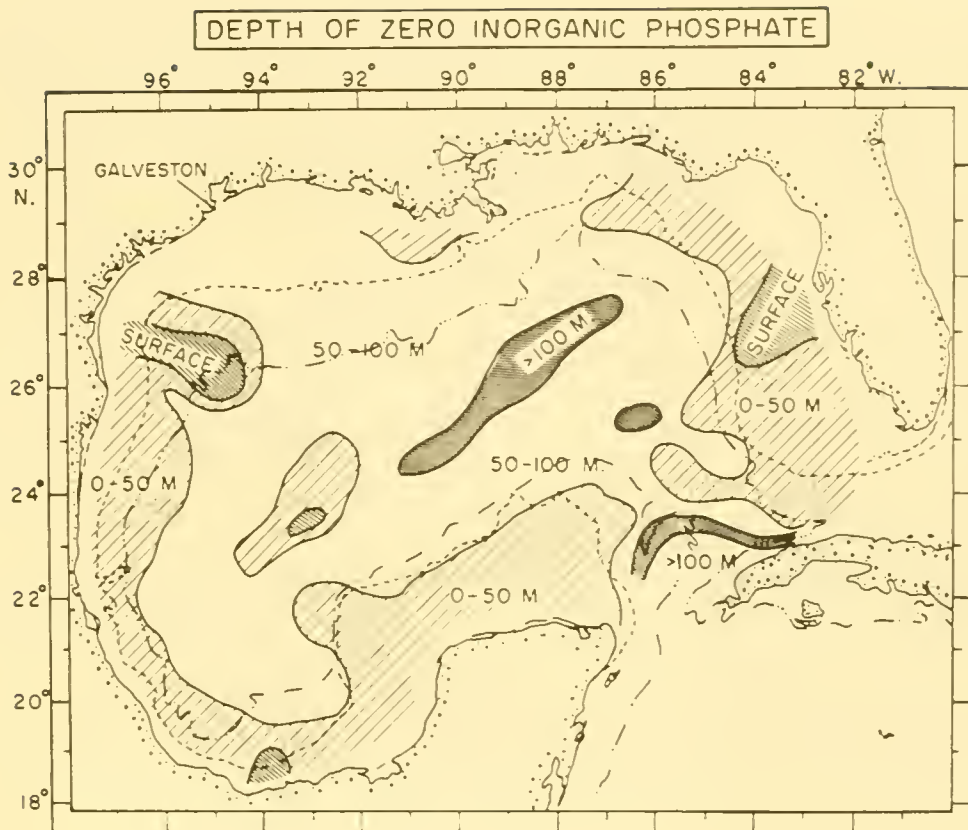 DEPTH OF ZERO INORGANIC PHOSPHATE
96° 94° 92° 90° 88° 86° 84° 82° W.
30°
N.
GALVESTON
28°
SURFACE
SURFACE
50-100 M
>100 M
26°
0-50 M
50-100 M
24°
0-50 M
>100 M
22°
0-50 M
20°
18°